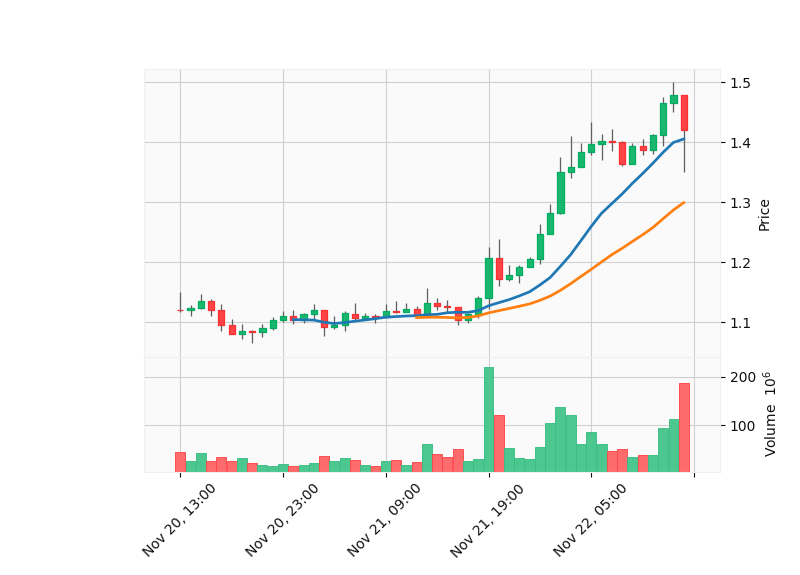 1.5
1.4
1.3
1.2
1.1
Price
200
100
Volume 10^6
Nov 20, 13:00
Nov 20, 23:00
Nov 21, 09:00
Nov 21, 19:00
Nov 22, 05:00